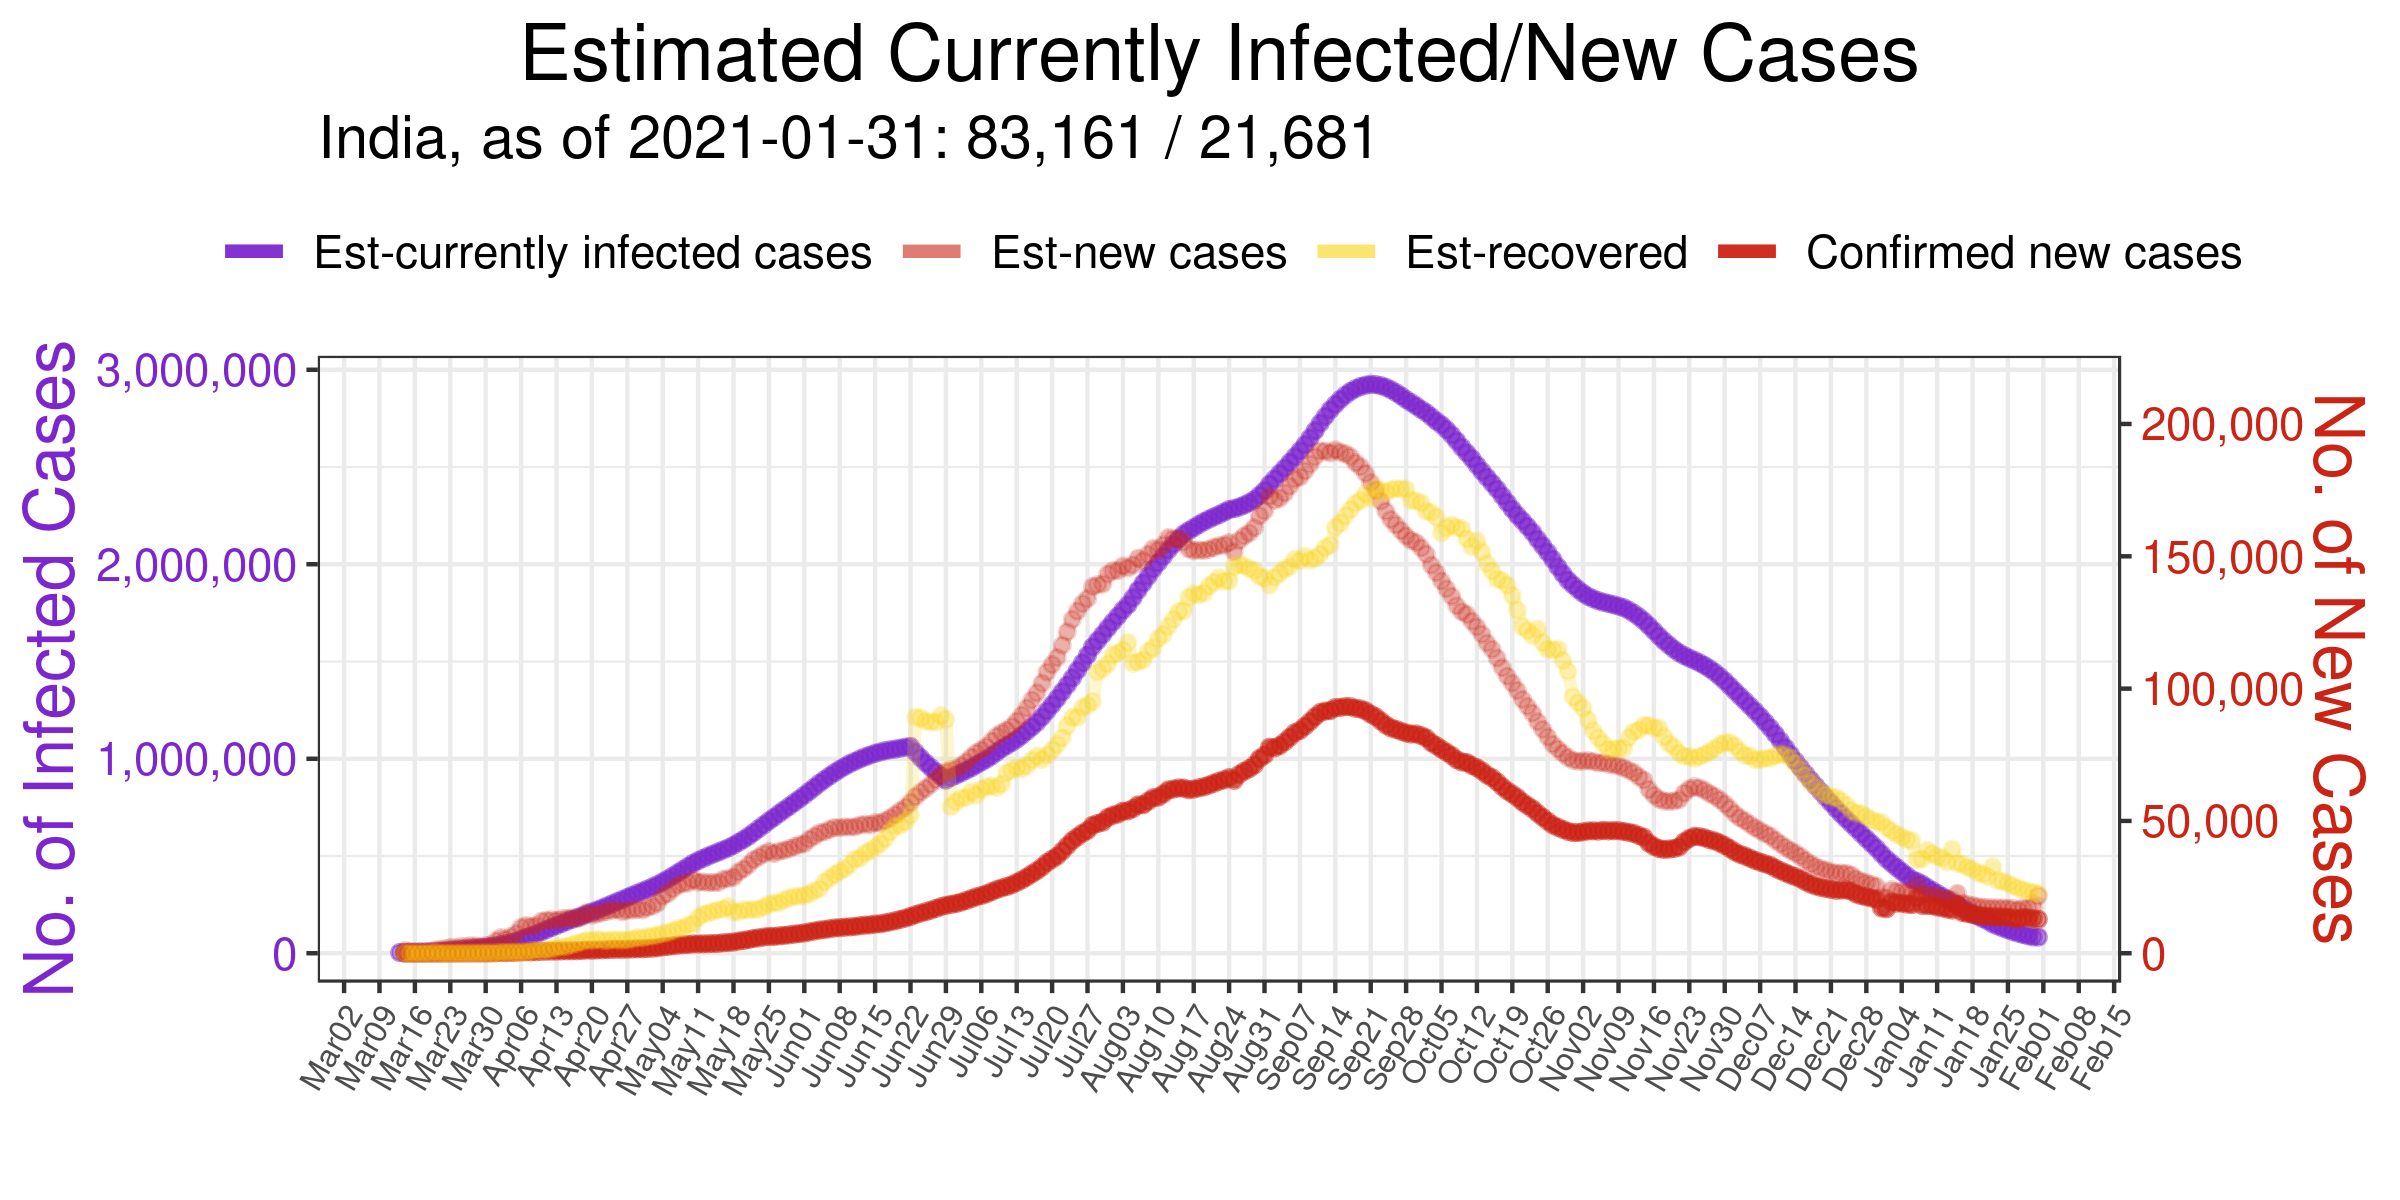 Estimated Currently Infected/New Cases
India, as of 2021-01-31: 83,161 / 21,681
Est-currently infected cases Est-new cases Est-recovered Confirmed new cases
No. of Infected Cases
3,000,000
2,000,000
1,000,000
0
200,000
150,000
100,000
50,000
0
No. of New Cases
Mar02 Mar09 Mar16 Mar23 Mar30 Apr06 Apr13 Apr20 Apr27 May04 May11 May18 May25 Jun01 Jun08 Jun15 Jun22 Jun29 Jul06 Jul13 Jul20 Jul27 Aug03 Aug10 Aug17 Aug24 Aug31 Sep07 Sep14 Sep21 Sep28 Oct05 Oct12 Oct19 Oct26 Nov02 Nov09 Nov16 Nov23 Nov30 Dec07 Dec14 Dec21 Dec28 Jan04 Jan11 Jan18 Jan25 Feb01 Feb08 Feb15